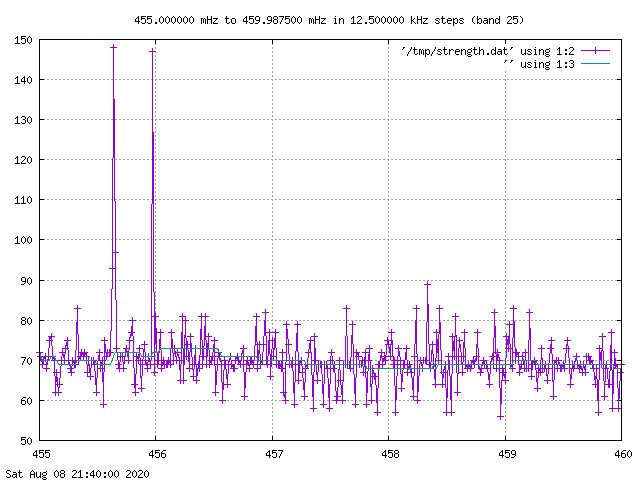 455.000000 mHz to 459.987500 mHz in 12.500000 kHz steps (band 25)
150
140
130
120
110
100
90
80
70
60
50
'/tmp/strength.dat' using 1:2
'' using 1:3
455 456 457 458 459 460
Sat Aug 08 21:40:00 2020